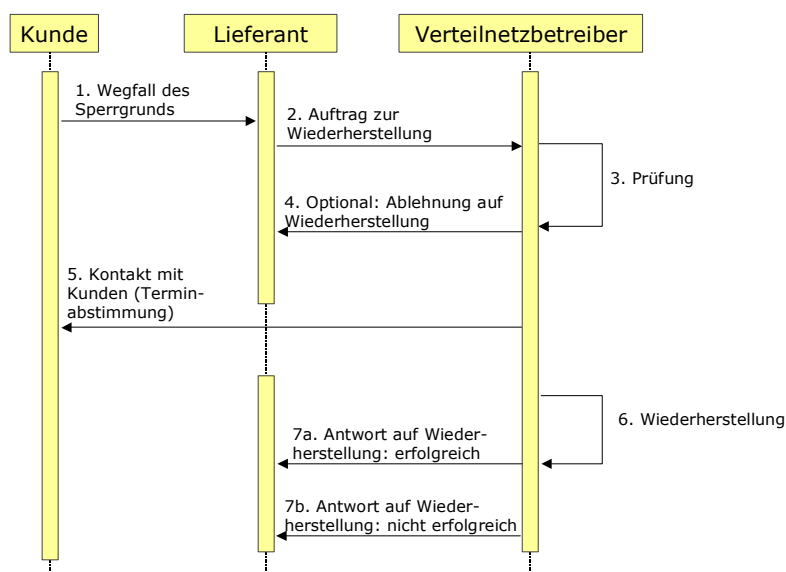 Kunde
Lieferant
Verteilnetzbetreiber
1. Wegfall des
Sperrgrunds
2. Auftrag zur
Wiederherstellung
3. Prüfung
4. Optional: Ablehnung auf
Wiederherstellung
5. Kontakt mit
Kunden (Termin-
abstimmung)
6. Wiederherstellung
7a. Antwort auf Wieder-
herstellung: erfolgreich
7b. Antwort auf Wieder-
herstellung: nicht erfolgreich